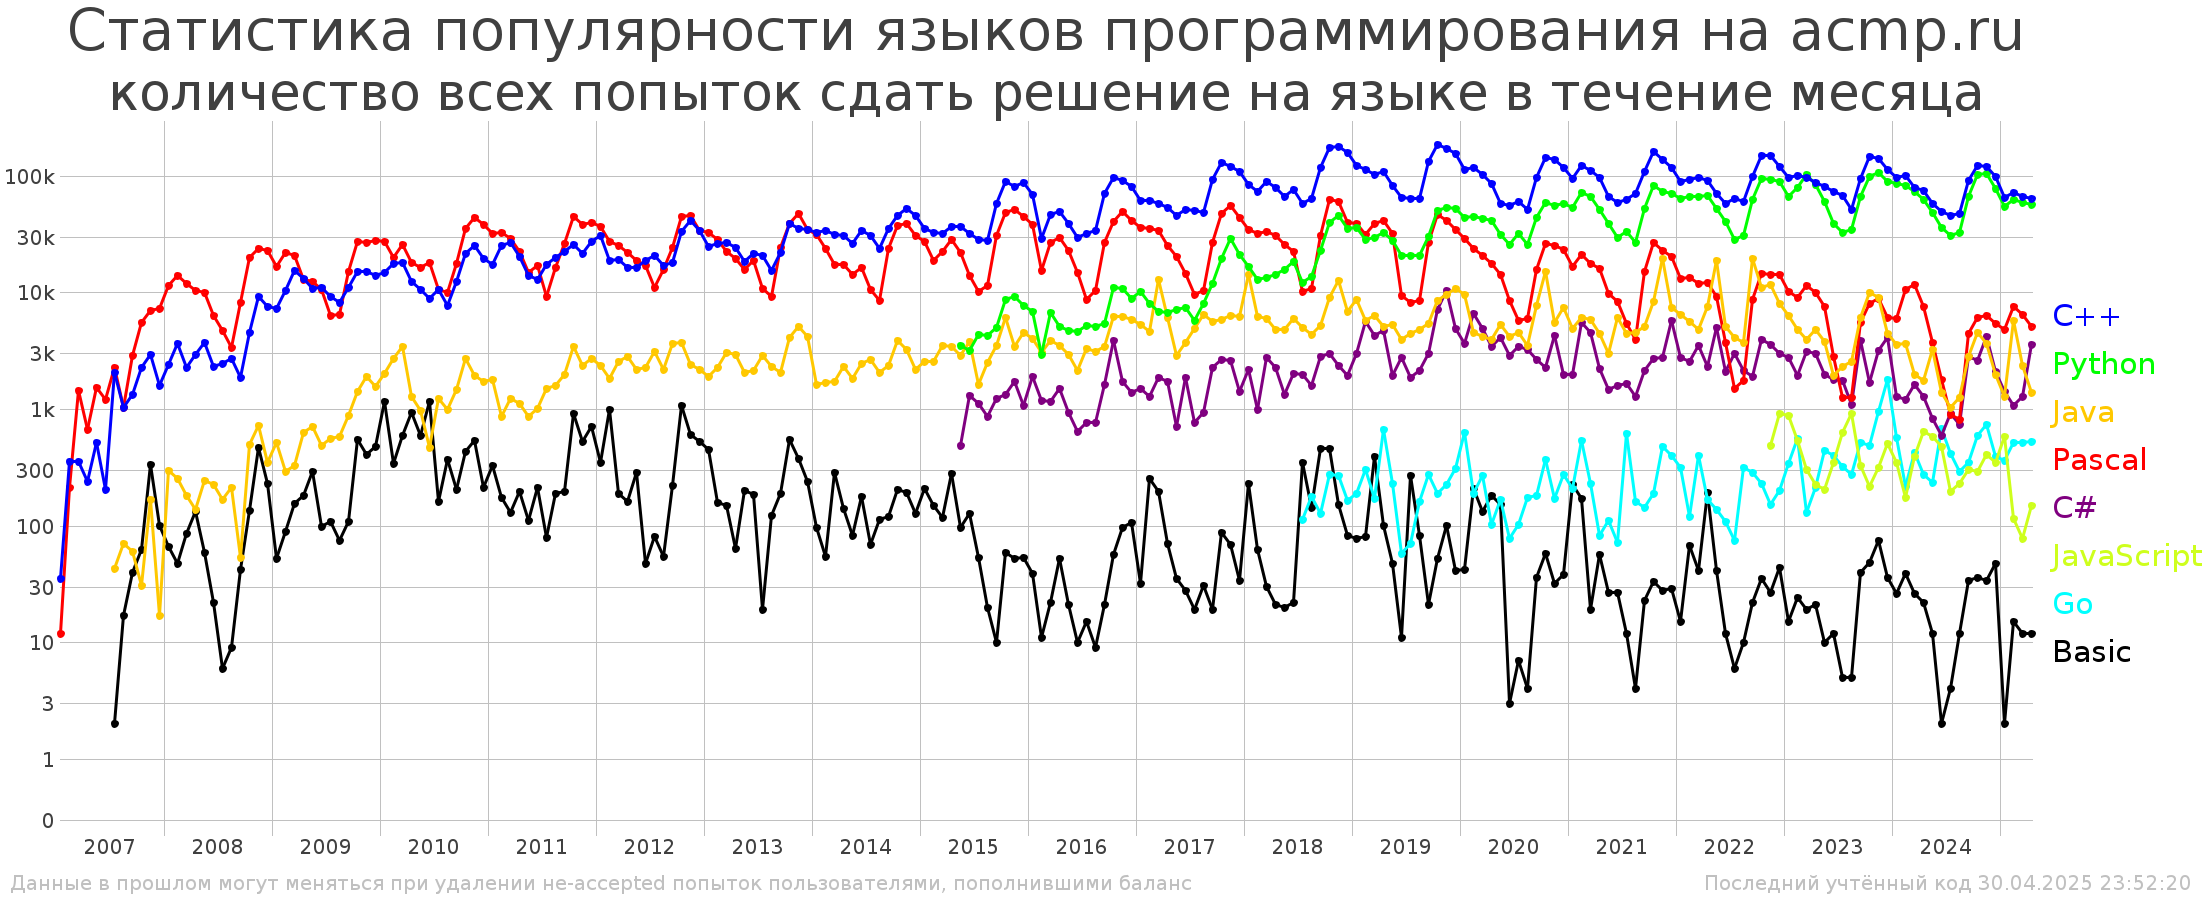 Статистика популярности языков программирования на acmp.ru
количество всех попыток сдать решение на языке в течение месяца
100k
30k
10k
3k
1k
300
100
30
10
3
1
0
C++
Python
Java
Pascal
C#
JavaScript
Go
Basic
2007 2008 2009 2010 2011 2012 2013 2014 2015 2016 2017 2018 2019 2020 2021 2022 2023 2024
Данные в прошлом могут меняться при удалении не-accepted попыток пользователями, пополнившими баланс
Последний учтённый код 30.04.2025 23:52:20